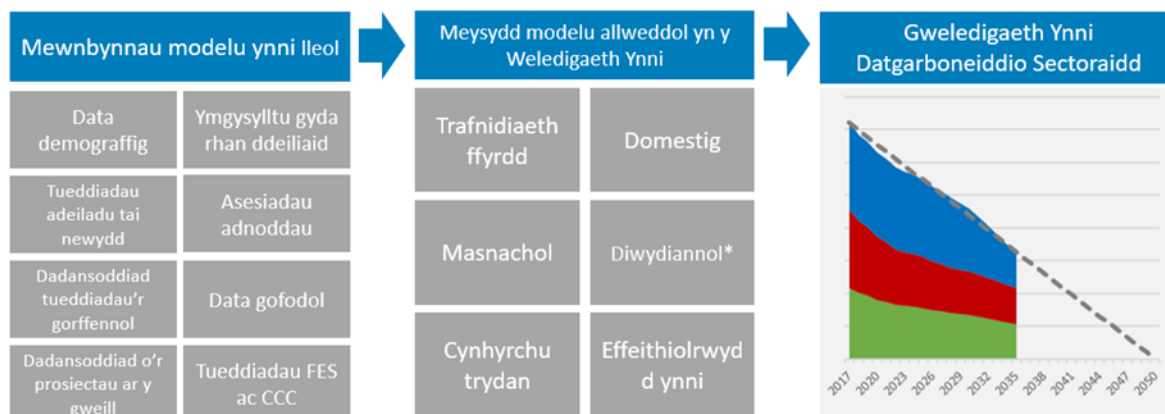 Mewnbynnau modelu ynni lleol
Data
demograffig
Ymgysylltu gyda
rhan ddeiliaid
Tueddiadau
adeiladu tai
newydd
Asesiadau
adnoddau
Dadansoddiad
tueddiadau'r
gorffennol
Data gofodol
Dadansoddiad o'r
prosiectau ar y
gweill
Tueddiadau FES
ac CCC
Meysydd modelu allweddol yn y
Weledigaeth Ynni
Trafnidiaeth
ffyrdd
Domestig
Masnachol
Diwydiannol*
Cynhyrchu
trydan
Effeithiolrwyd
d ynni
Gweledigaeth Ynni
Datgarboneiddio Sectoraidd
2017
2020
2023
2026
2029
2032
2035
2038
2041
2044
2047
2050